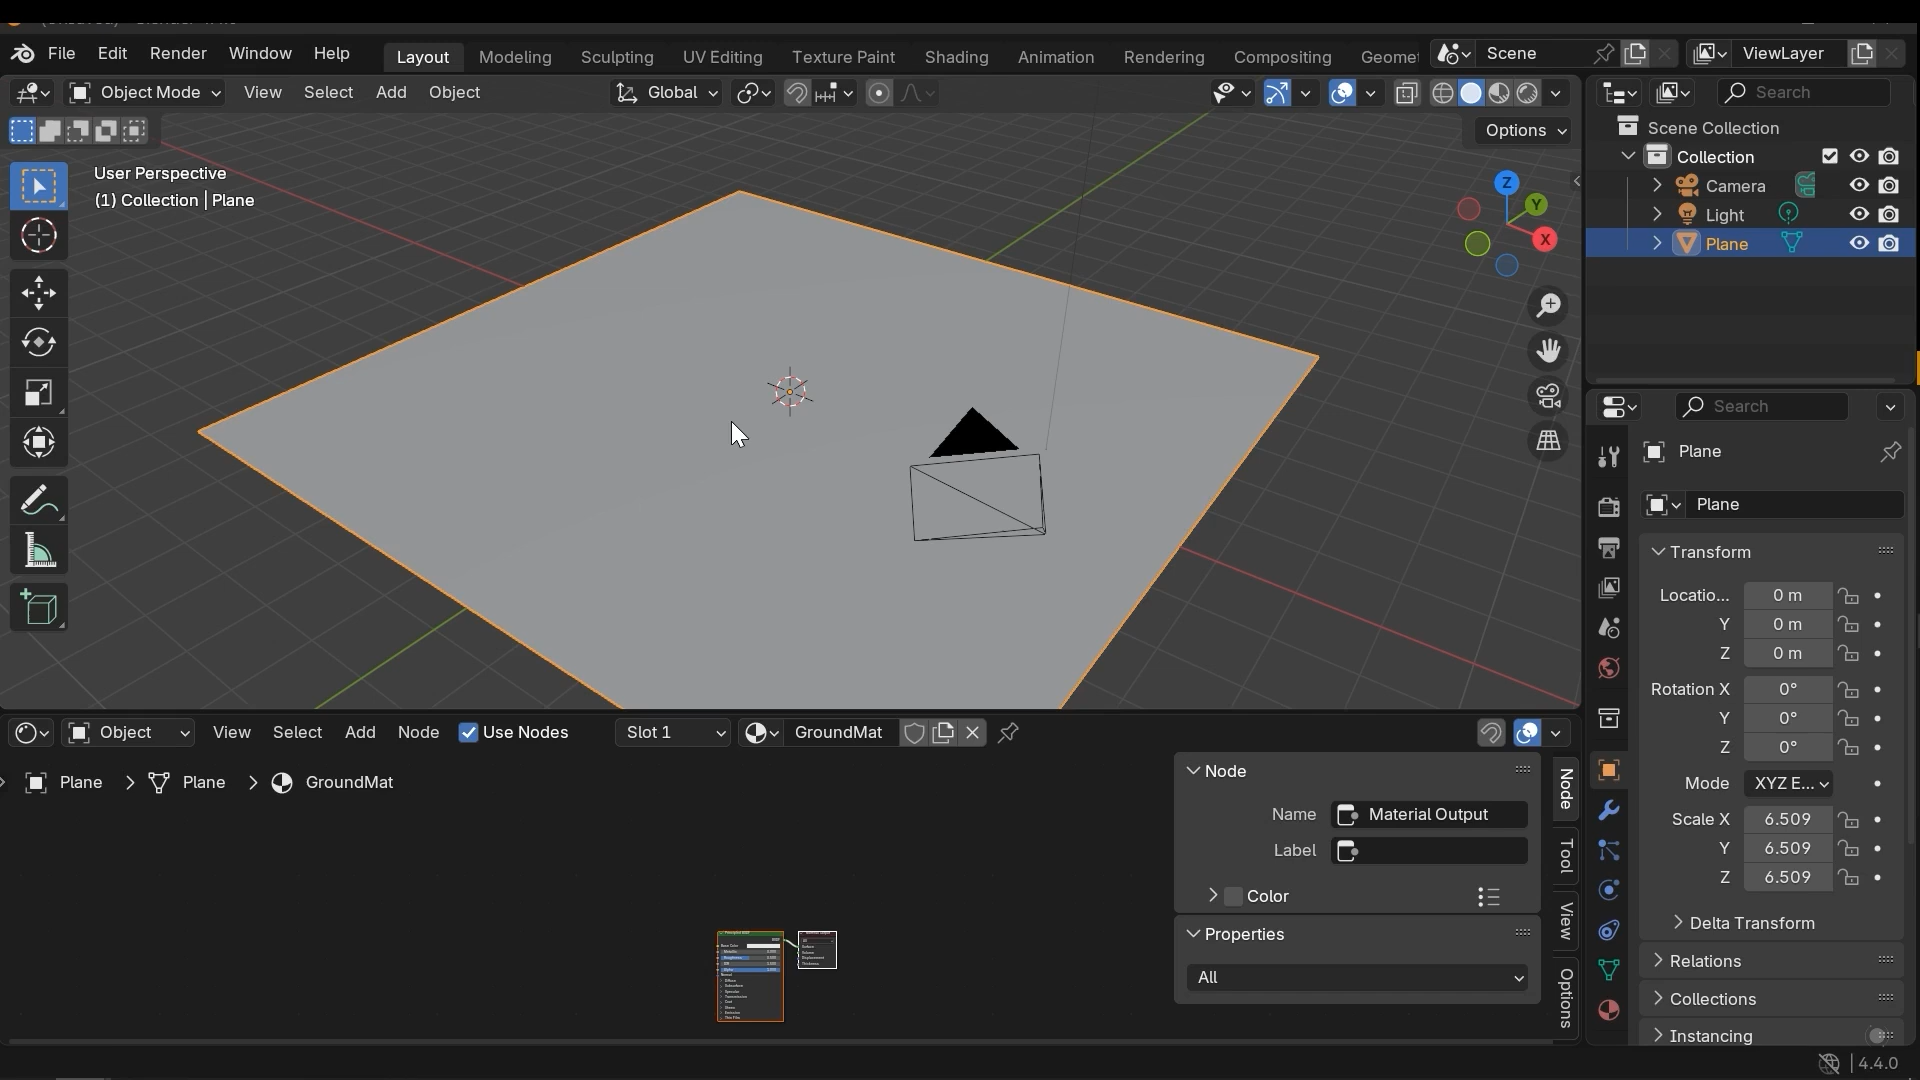 File Edit Render Window Help Layout Modeling Sculpting UV Editing Texture Paint Shading Animation Rendering Compositing Geomet Scene ViewLayer
Object Mode View Select Add Object Global Search
Options
User Perspective
(1) Collection | Plane
Z
Y
X
Scene Collection
Collection
Camera
Light
Plane
Search
Plane
Plane
Transform
Locatio... 0 m
Y 0 m
Z 0 m
Rotation X 0°
Y 0°
Z 0°
Mode XYZ E...
Scale X 6.509
Y 6.509
Z 6.509
Delta Transform
Relations
Collections
Instancing
Object View Select Add Node Use Nodes Slot 1 GroundMat
Plane Plane GroundMat
Node
Name Material Output
Label
Color
Properties
All
Node
Tool
View
Options
4.4.0